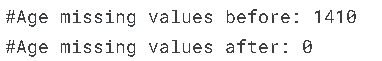 #Age missing values before: 1410
#Age missing values after: 0